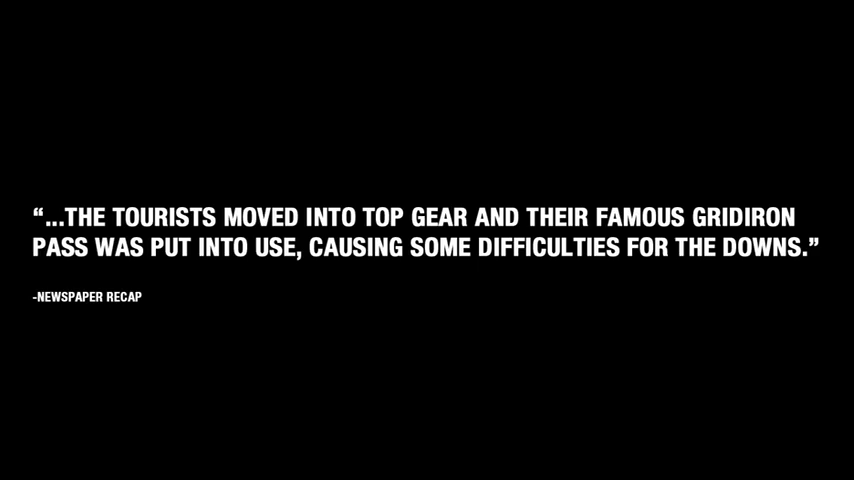 “...THE TOURISTS MOVED INTO TOP GEAR AND THEIR FAMOUS GRIDIRON
PASS WAS PUT INTO USE, CAUSING SOME DIFFICULTIES FOR THE DOWNS.”
-NEWSPAPER RECAP